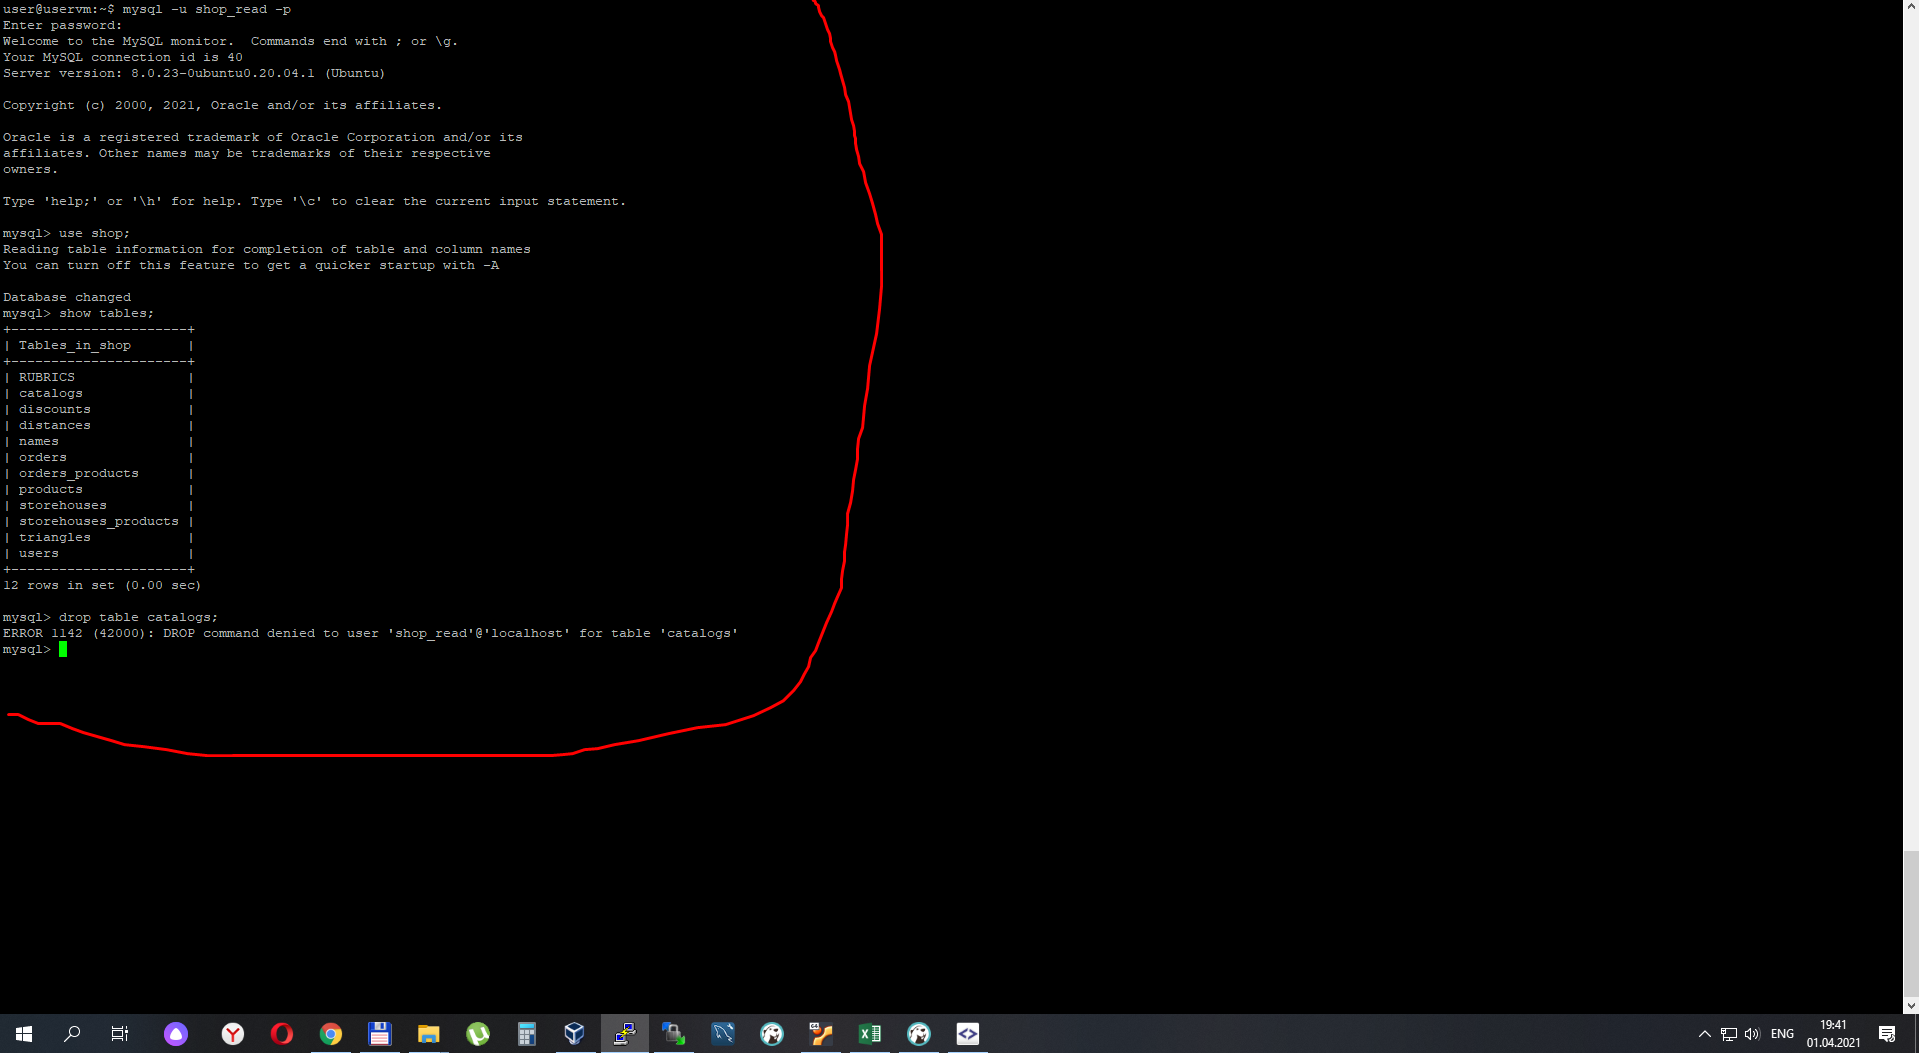 user@uservm:~$ mysql -u shop_read -p
Enter password:
Welcome to the MySQL monitor.  Commands end with ; or \g.
Your MySQL connection id is 40
Server version: 8.0.23-0ubuntu0.20.04.1 (Ubuntu)
Copyright (c) 2000, 2021, Oracle and/or its affiliates.
Oracle is a registered trademark of Oracle Corporation and/or its
affiliates. Other names may be trademarks of their respective
owners.
Type 'help;' or '\h' for help. Type '\c' to clear the current input statement.
mysql> use shop;
Reading table information for completion of table and column names
You can turn off this feature to get a quicker startup with -A
Database changed
mysql> show tables;
+----------------------+
| Tables_in_shop       |
+----------------------+
| RUBRICS              |
| catalogs             |
| discounts            |
| distances            |
| names                |
| orders               |
| orders_products      |
| products             |
| storehouses          |
| storehouses_products |
| triangles            |
| users                |
+----------------------+
12 rows in set (0.00 sec)
mysql> drop table catalogs;
ERROR 1142 (42000): DROP command denied to user 'shop_read'@'localhost' for table 'catalogs'
mysql>
ENG
19:41
01.04.2021